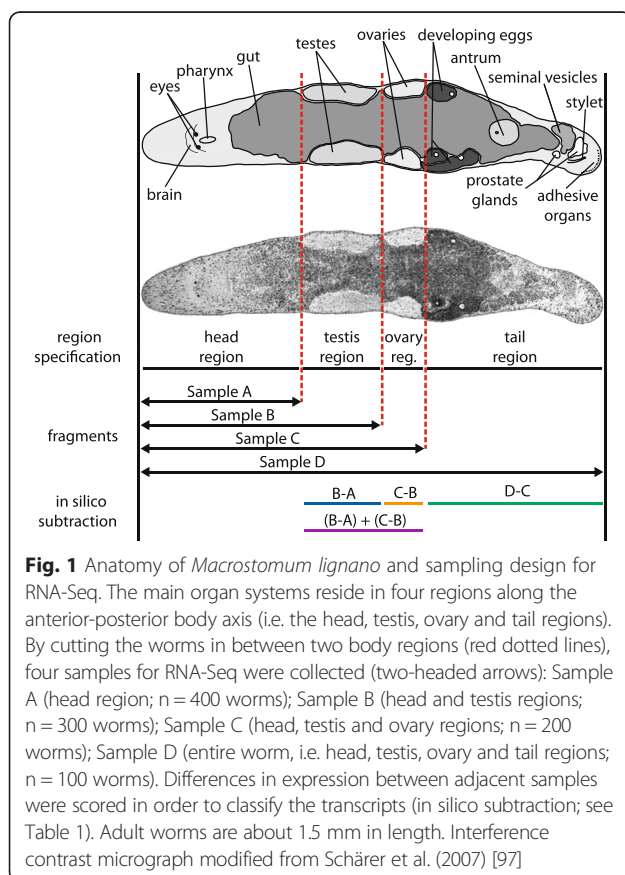 testes
ovaries
developing eggs
gut
antrum
pharynx
seminal vesicles
eyes
stylet
brain
prostate
glands
adhesive
organs
region
specification
head
region
testis
region
ovary
reg.
tail
region
fragments
Sample A
Sample B
Sample C
Sample D
in silico
subtraction
B-A
C-B
D-C
(B-A) + (C-B)
Fig. 1 Anatomy of Macrostomum lignano and sampling design for
RNA-Seq. The main organ systems reside in four regions along the
anterior-posterior body axis (i.e. the head, testis, ovary and tail regions).
By cutting the worms in between two body regions (red dotted lines),
four samples for RNA-Seq were collected (two-headed arrows): Sample
A (head region; n = 400 worms); Sample B (head and testis regions;
n = 300 worms); Sample C (head, testis and ovary regions; n = 200
worms); Sample D (entire worm, i.e. head, testis, ovary and tail regions;
n = 100 worms). Differences in expression between adjacent samples
were scored in order to classify the transcripts (in silico subtraction; see
Table 1). Adult worms are about 1.5 mm in length. Interference
contrast micrograph modified from Schärer et al. (2007) [97]